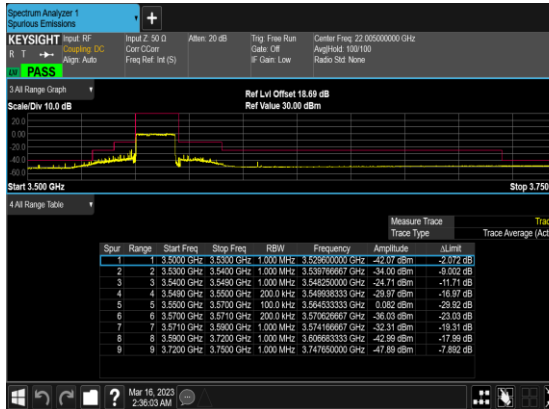 Spectrum Analyzer 1
Spurious Emissions
+
KEYSIGHT Input: RF Input Z: 50 Ω Atten: 20 dB Trig: Free Run Center Freq: 22.005000000 GHz
R T Coupling: DC Corr CCorr Gate: Off Avg|Hold: 100/100
Align: Auto Freq Ref: Int (S) IF Gain: Low Radio Std: None
PASS
3 All Range Graph
Ref Lvl Offset 18.69 dB
Scale/Div 10.0 dB Ref Value 30.00 dBm
20.0
0.00
-20.0
-40.0
-60.0
Start 3.500 GHz Stop 3.750
4 All Range Table
Measure Trace Trac
Trace Type Trace Average (Act
Spur Range Start Freq Stop Freq RBW Frequency Amplitude ΔLimit
1 1 3.5000 GHz 3.5300 GHz 1.000 MHz 3.529600000 GHz -42.07 dBm -2.072 dB
2 2 3.5300 GHz 3.5400 GHz 1.000 MHz 3.539766667 GHz -34.00 dBm -9.002 dB
3 3 3.5400 GHz 3.5490 GHz 1.000 MHz 3.548250000 GHz -24.71 dBm -11.71 dB
4 4 3.5490 GHz 3.5500 GHz 200.0 kHz 3.549938333 GHz -29.97 dBm -16.97 dB
5 5 3.5500 GHz 3.5700 GHz 100.0 kHz 3.564533333 GHz 0.082 dBm -29.92 dB
6 6 3.5700 GHz 3.5710 GHz 200.0 kHz 3.570626667 GHz -36.03 dBm -23.03 dB
7 7 3.5710 GHz 3.5900 GHz 1.000 MHz 3.574166667 GHz -32.31 dBm -19.31 dB
8 8 3.5900 GHz 3.7200 GHz 1.000 MHz 3.606683333 GHz -42.99 dBm -17.99 dB
9 9 3.7200 GHz 3.7500 GHz 1.000 MHz 3.747650000 GHz -47.89 dBm -7.892 dB
? Mar 16, 2023
2:36:03 AM